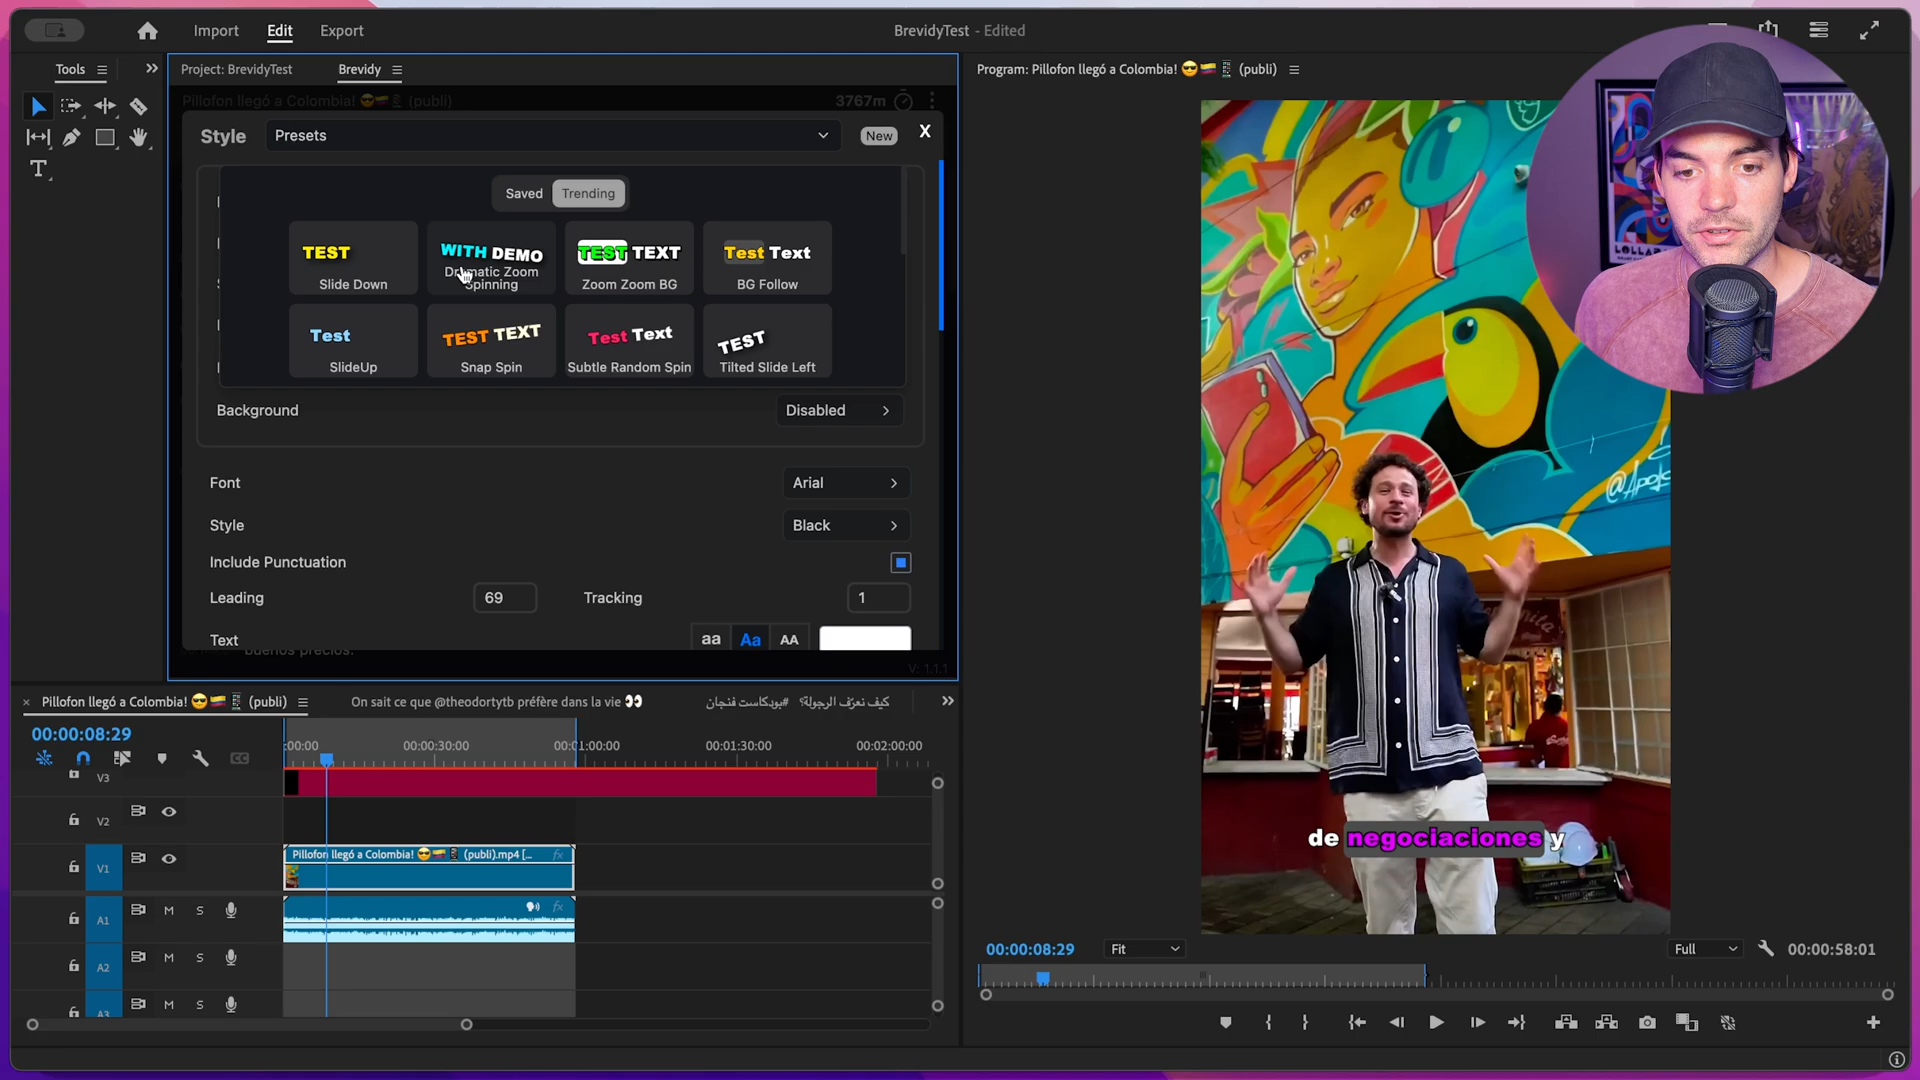 Import Edit Export
BrevidyTest - Edited
Tools
Project: BrevidyTest
Brevidy
Program: Pillofon llegó a Colombia! 😎🇨🇴📱 (publi)
Pillofon llegó a Colombia! 😎🇨🇴📱 (publi)
3767m
Style
Presets
New
X
Saved
Trending
TEST
Slide Down
WITH DEMO
Dramatic Zoom
Spinning
TEST TEXT
Zoom Zoom BG
Test Text
BG Follow
Test
SlideUp
TEST TEXT
Snap Spin
Test Text
Subtle Random Spin
TEST
Tilted Slide Left
Background
Disabled
Font
Arial
Style
Black
Include Punctuation
Leading
69
Tracking
1
Text
aa Aa AA
buenos precios.
V: 1.1.1
LOLLA
de negociaciones y
Pillofon llegó a Colombia! 😎🇨🇴📱 (publi)
On sait ce que @theodortytb préfère dans la vie 👀
كيف نعرّف الرجولة؟ #بودكاست فنجان
00:00:08:29
:00:00
00:00:30:00
00:01:00:00
00:01:30:00
00:02:00:00
V3
V2
V1
Pillofon llegó a Colombia! 😎🇨🇴📱 (publi).mp4 [...
fx
A1
M
S
fx
A2
M
S
A3
M
S
00:00:08:29
Fit
Full
00:00:58:01